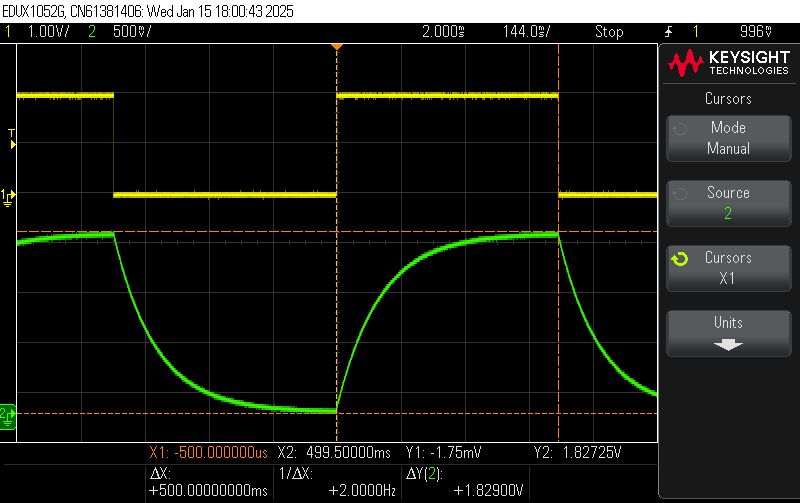 EDUX1052G, CN61381406: Wed Jan 15 18:00:43 2025
1 1.00V/ 2 500♉/ 2.000s 144.0s/ Stop 1 996♉
KEYSIGHT
TECHNOLOGIES
Cursors
Mode
Manual
Source
2
Cursors
X1
Units
T
1
2
X1: -500.000000us X2: 499.50000ms Y1: -1.75mV Y2: 1.82725V
ΔX:
+500.00000000ms
1/ΔX:
+2.0000Hz
ΔY(2):
+1.82900V